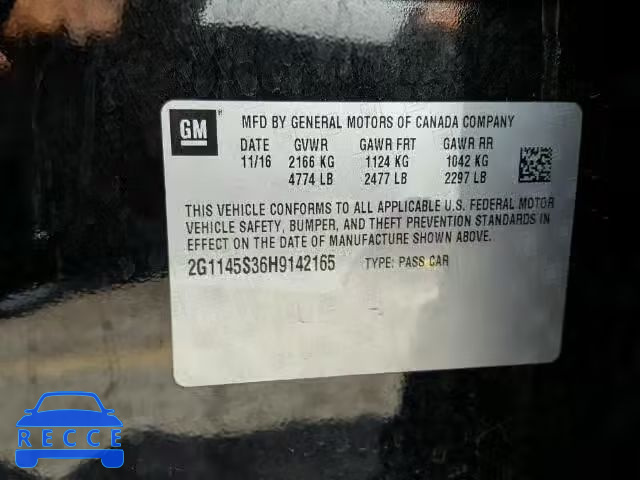 GM
MFD BY GENERAL MOTORS OF CANADA COMPANY
DATE GVWR GAWR FRT GAWR RR
11/16 2166 KG 1124 KG 1042 KG
4774 LB 2477 LB 2297 LB
THIS VEHICLE CONFORMS TO ALL APPLICABLE U.S. FEDERAL MOTOR
VEHICLE SAFETY, BUMPER, AND THEFT PREVENTION STANDARDS IN
EFFECT ON THE DATE OF MANUFACTURE SHOWN ABOVE.
2G1145S36H9142165 TYPE: PASS CAR
RECCE